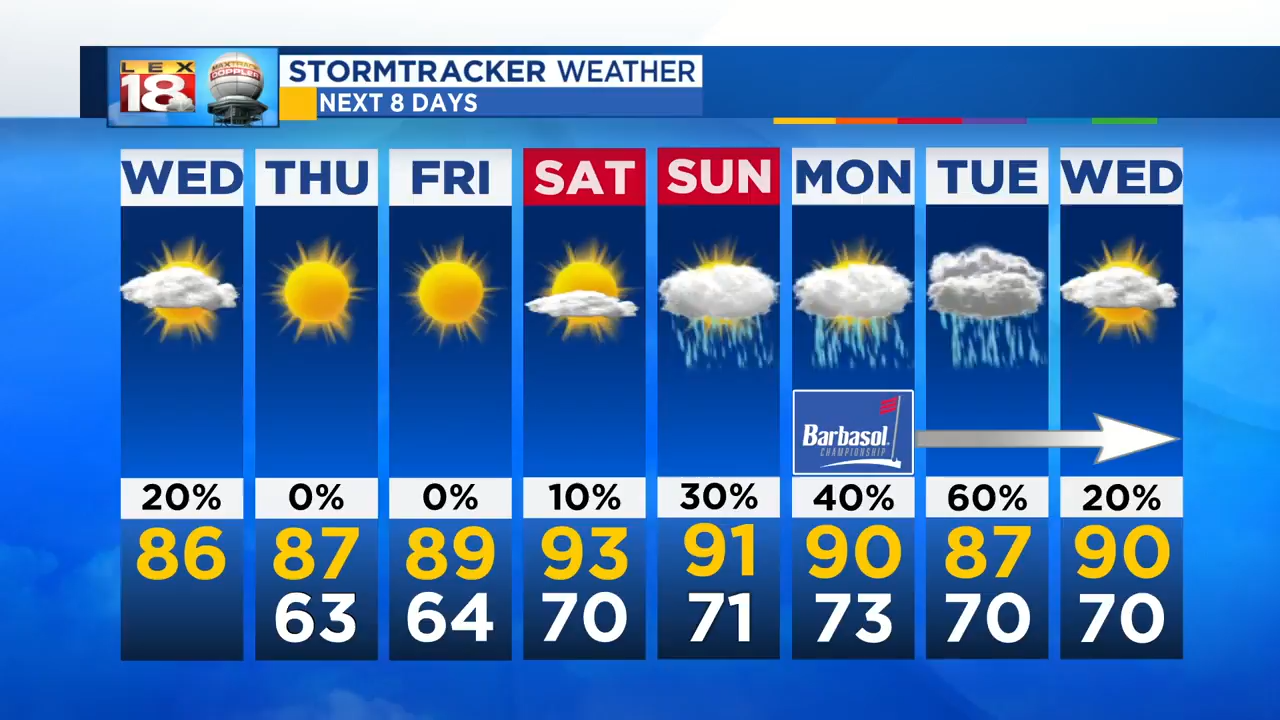 LEX
18
MAXTRACK
DOPPLER
STORMTRACKER WEATHER
NEXT 8 DAYS
WED THU FRI SAT SUN MON TUE WED
Barbasol
CHAMPIONSHIP
20% 0% 0% 10% 30% 40% 60% 20%
86 87 89 93 91 90 87 90
63 64 70 71 73 70 70